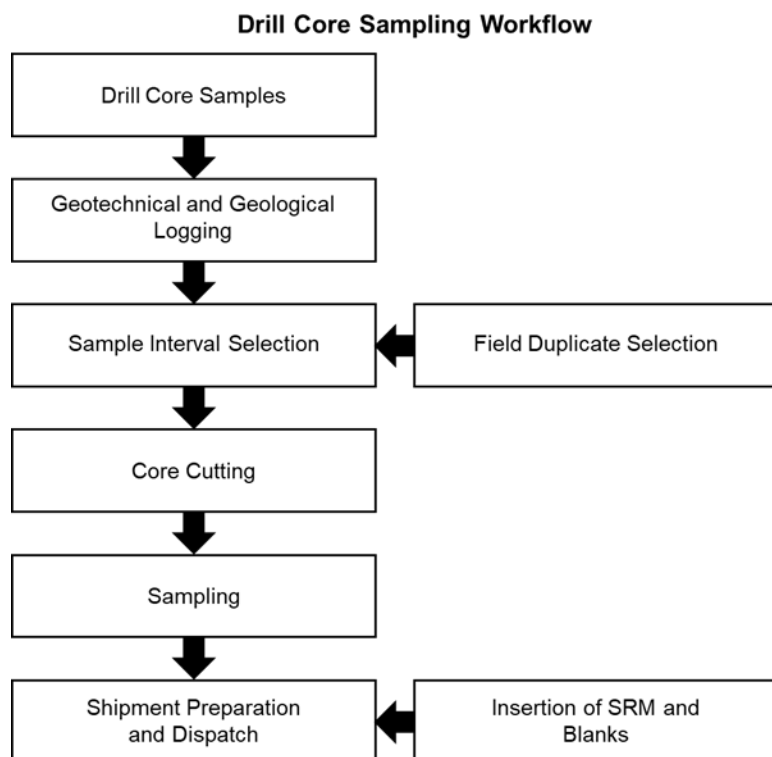 Drill Core Sampling Workflow
Drill Core Samples
Geotechnical and Geological
Logging
Sample Interval Selection
Field Duplicate Selection
Core Cutting
Sampling
Shipment Preparation
and Dispatch
Insertion of SRM and
Blanks